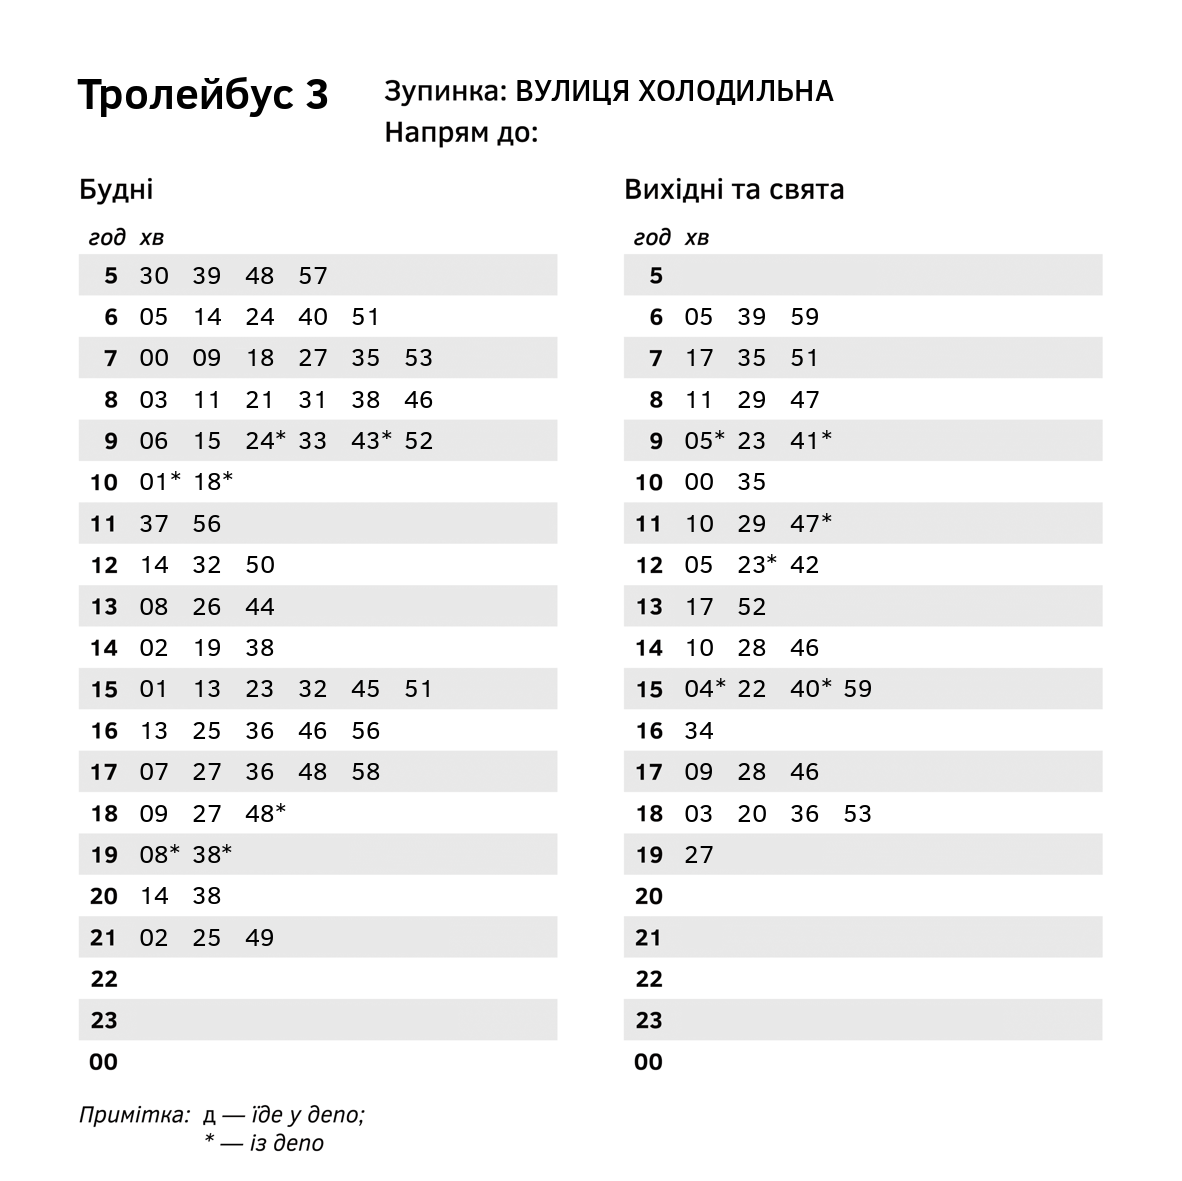 Тролейбус 3
Зупинка: ВУЛИЦЯ ХОЛОДИЛЬНА
Напрям до:
Будні
год хв
5 30 39 48 57
6 05 14 24 40 51
7 00 09 18 27 35 53
8 03 11 21 31 38 46
9 06 15 24* 33 43* 52
10 01* 18*
11 37 56
12 14 32 50
13 08 26 44
14 02 19 38
15 01 13 23 32 45 51
16 13 25 36 46 56
17 07 27 36 48 58
18 09 27 48*
19 08* 38*
20 14 38
21 02 25 49
22
23
00
Вихідні та свята
год хв
5
6 05 39 59
7 17 35 51
8 11 29 47
9 05* 23 41*
10 00 35
11 10 29 47*
12 05 23* 42
13 17 52
14 10 28 46
15 04* 22 40* 59
16 34
17 09 28 46
18 03 20 36 53
19 27
20
21
22
23
00
Примітка: д — їде у депо;
* — із депо